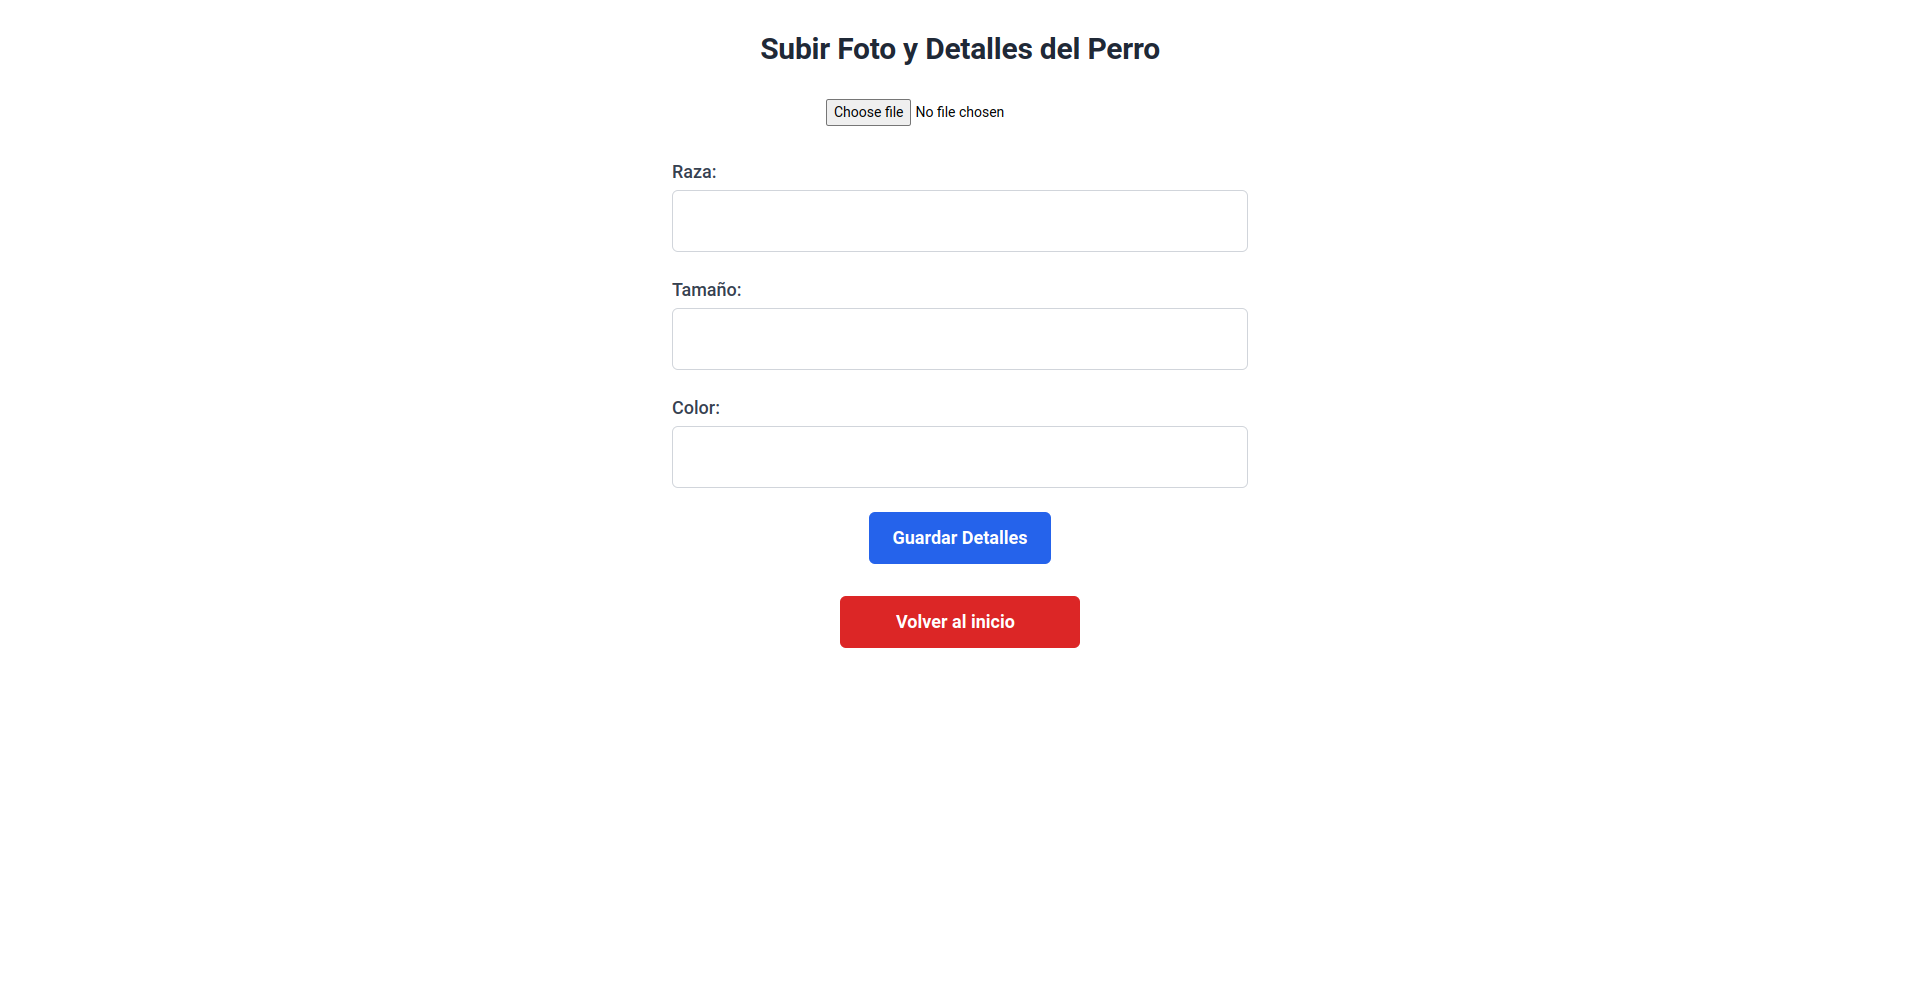 Subir Foto y Detalles del Perro
Choose file No file chosen
Raza:
Tamaño:
Color:
Guardar Detalles
Volver al inicio